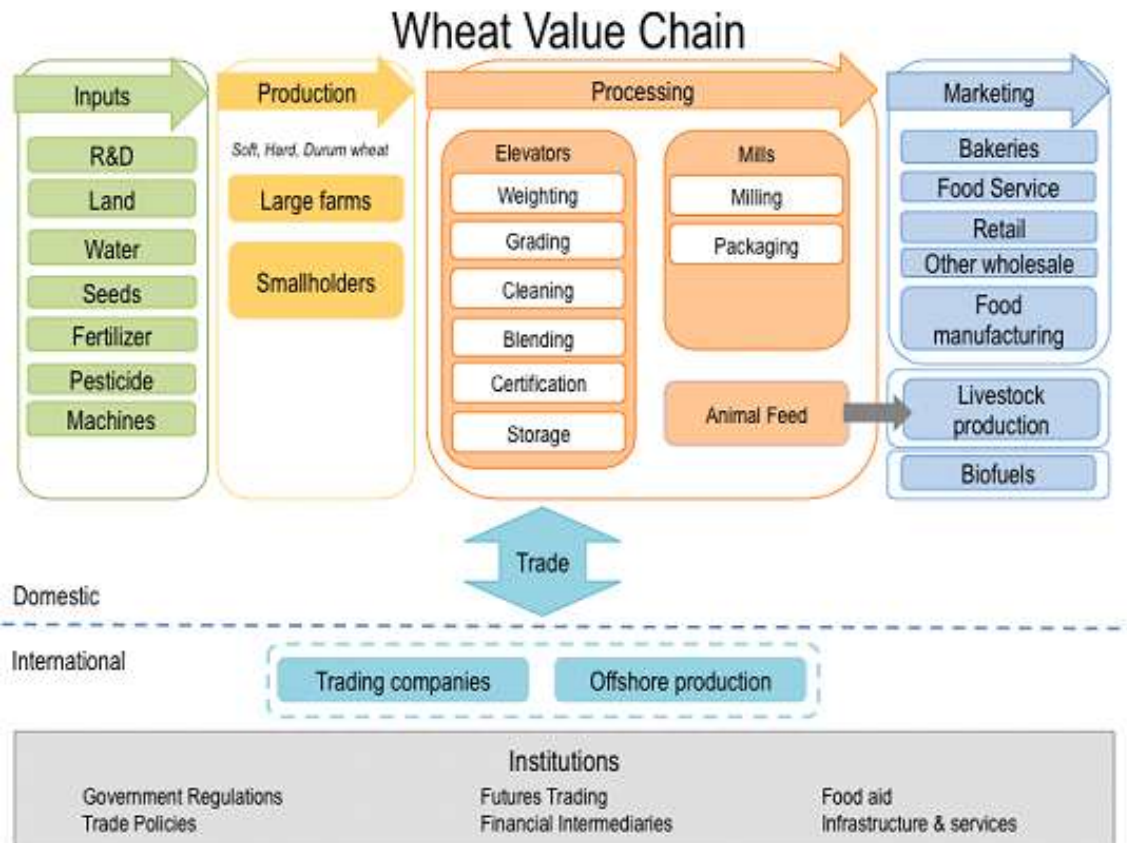 Wheat Value Chain
Inputs
R&D
Land
Water
Seeds
Fertilizer
Pesticide
Machines
Production
Soft, Hard, Durum wheat
Large farms
Smallholders
Processing
Elevators
Weighting
Grading
Cleaning
Blending
Certification
Storage
Mills
Milling
Packaging
Animal Feed
Marketing
Bakeries
Food Service
Retail
Other wholesale
Food
manufacturing
Livestock
production
Biofuels
Trade
Domestic
International
Trading companies
Offshore production
Institutions
Government Regulations
Trade Policies
Futures Trading
Financial Intermediaries
Food aid
Infrastructure & services